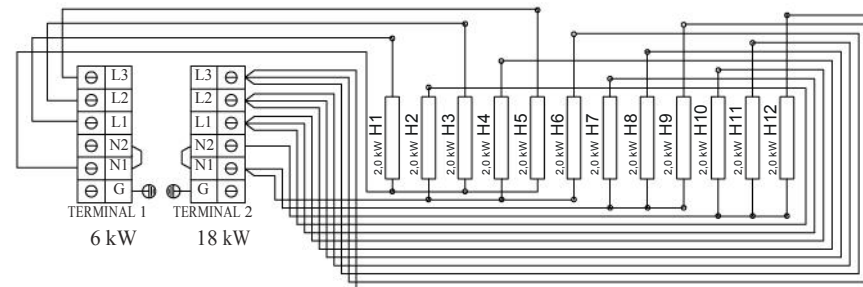 L3
L2
L1
N2
N1
G
TERMINAL 1
6 kW
L3
L2
L1
N2
N1
G
TERMINAL 2
18 kW
2,0 kW H1
2,0 kW H2
2,0 kW H3
2,0 kW H4
2,0 kW H5
2,0 kW H6
2,0 kW H7
2,0 kW H8
2,0 kW H9
2,0 kW H10
2,0 kW H11
2,0 kW H12